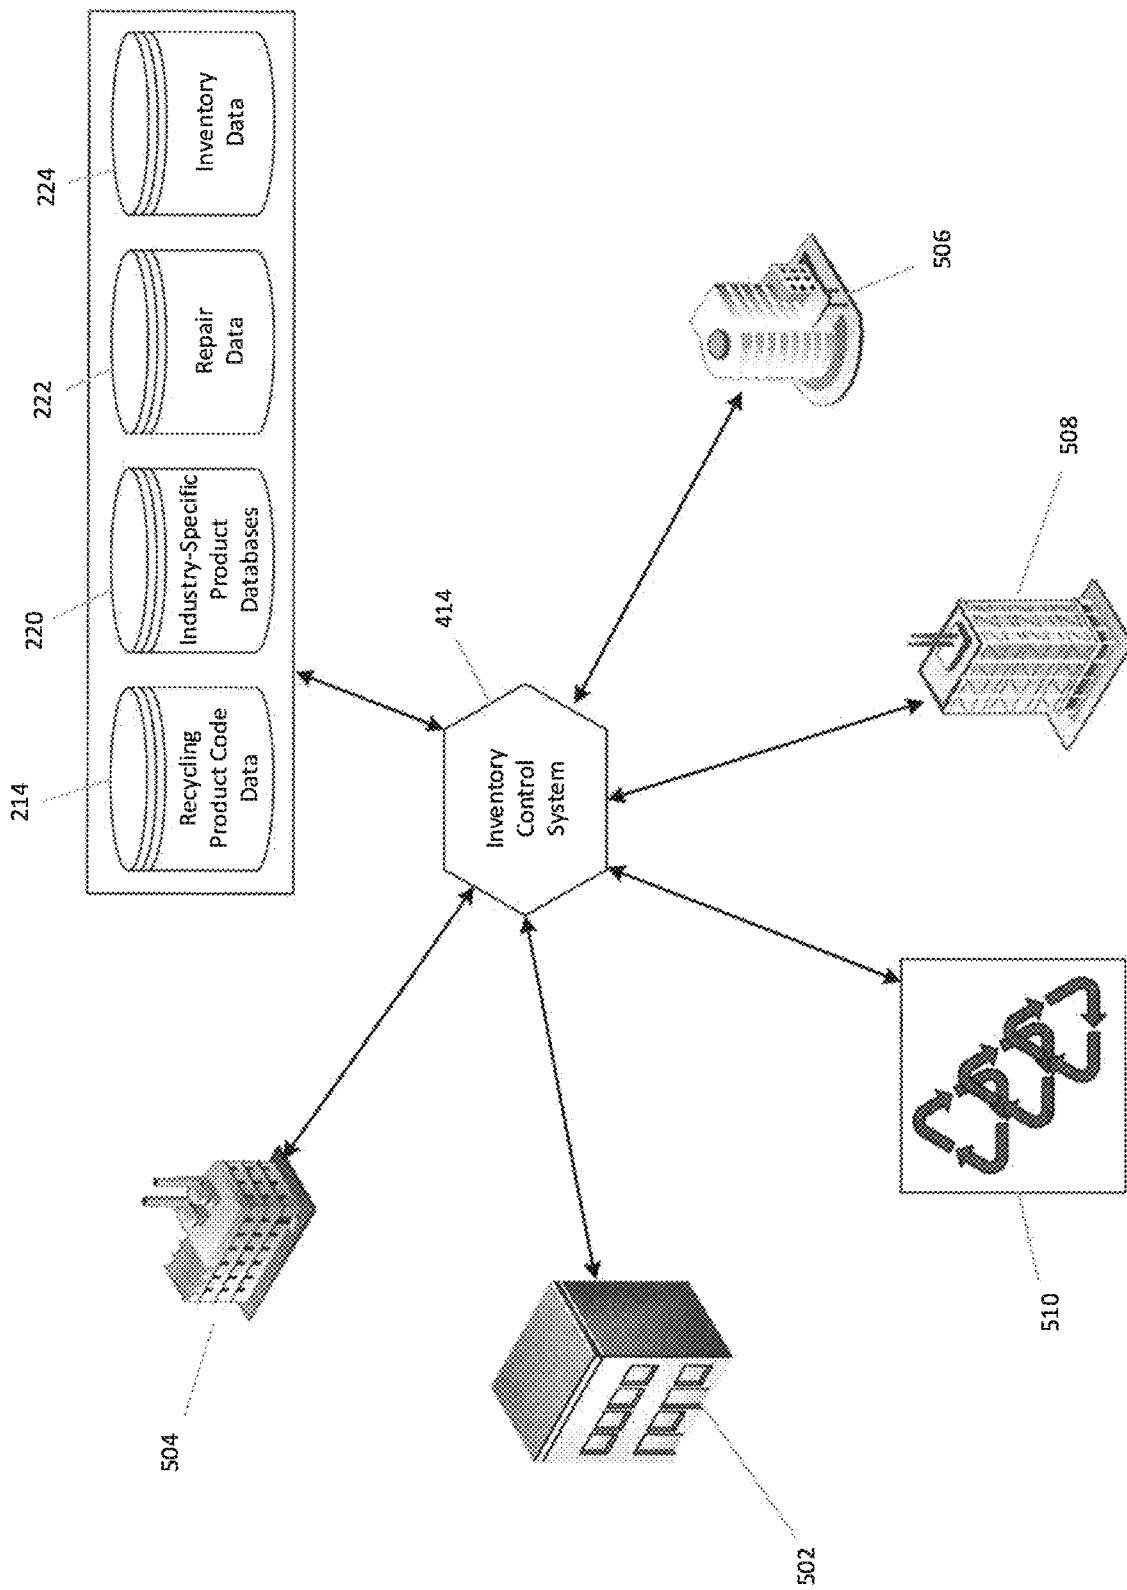 214
220
222
224
Recycling
Product Code
Data
Industry-Specific
Product
Databases
Repair
Data
Inventory
Data
504
414
Inventory
Control
System
502
506
508
510